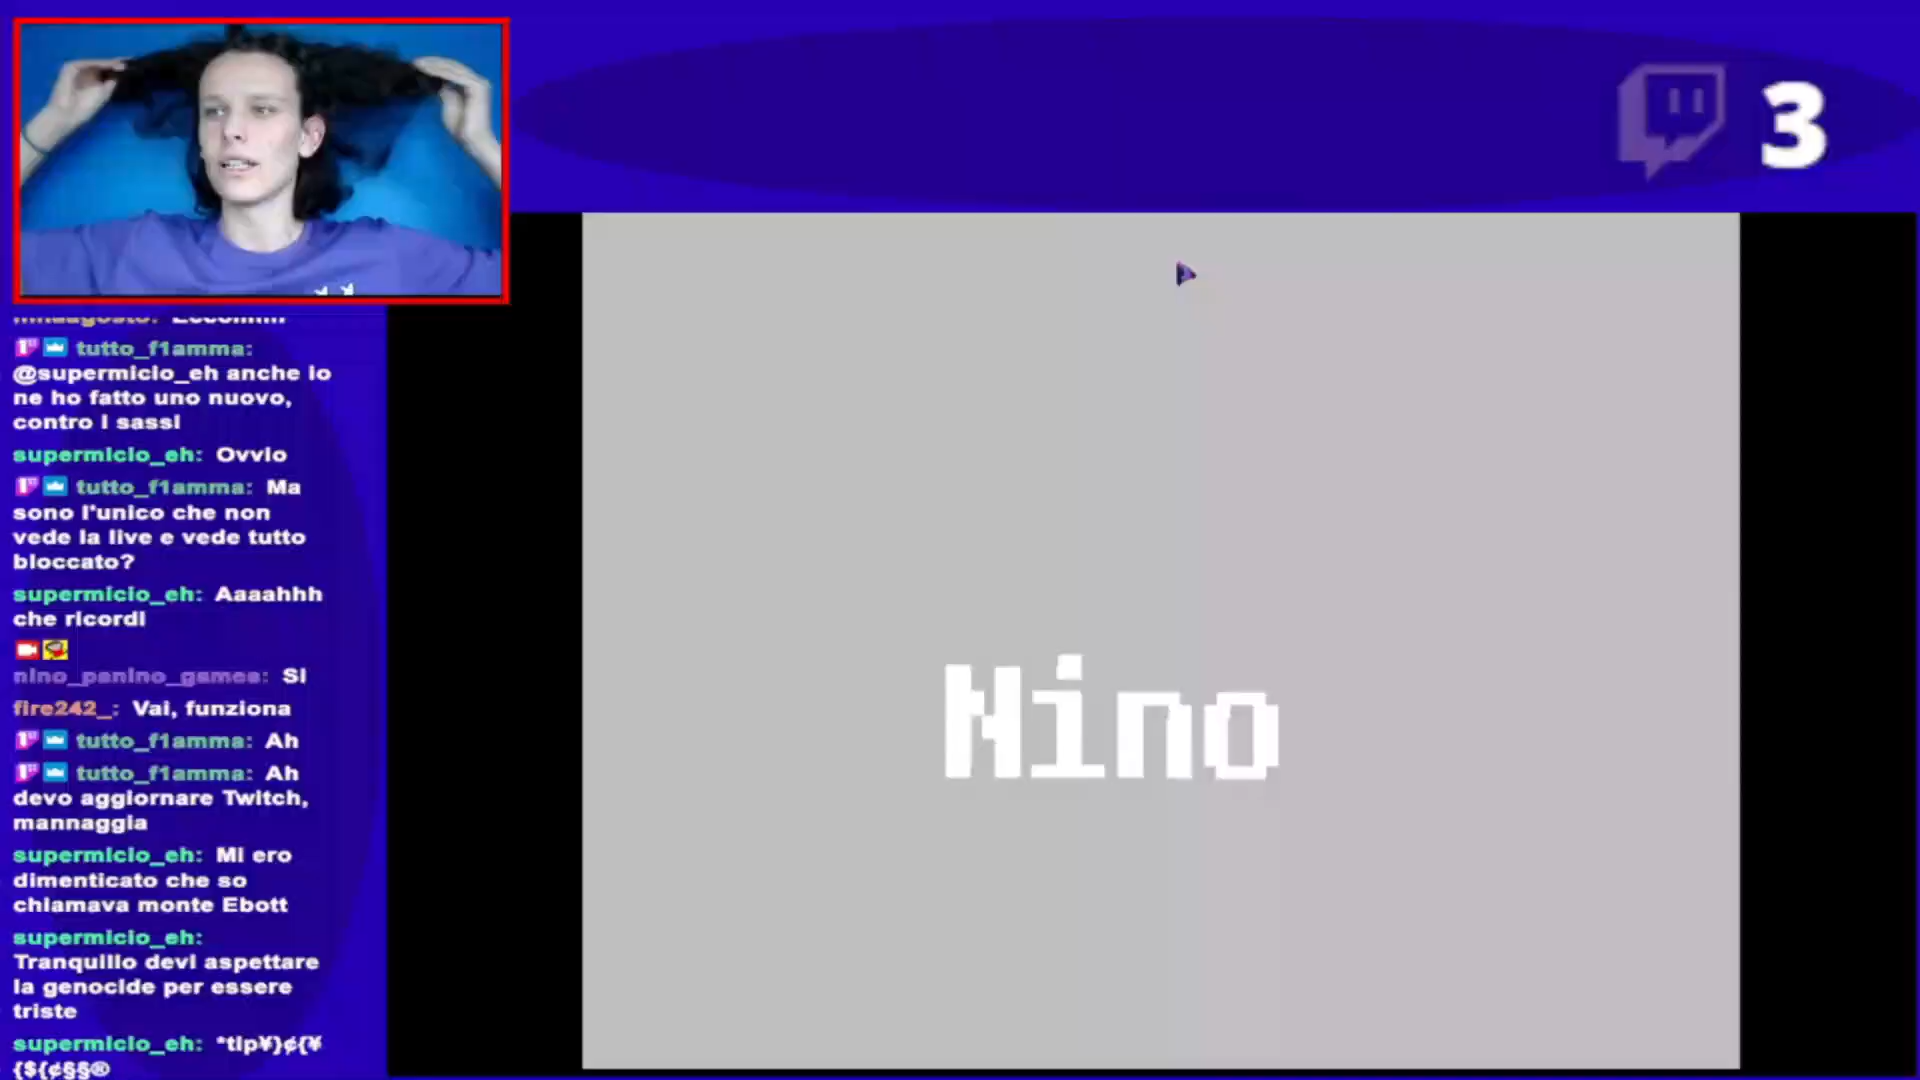 3
tutto_f1amma:
@supermicio_eh anche io
ne ho fatto uno nuovo,
contro i sassi
supermicio_eh: Ovvio
tutto_f1amma: Ma
sono l'unico che non
vede la live e vede tutto
bloccato?
supermicio_eh: Aaaahhh
che ricordi
nino_panino_games: Si
fire242_: Vai, funziona
tutto_f1amma: Ah
tutto_f1amma: Ah
devo aggiornare Twitch,
mannaggia
supermicio_eh: Mi ero
dimenticato che so
chiamava monte Ebott
supermicio_eh:
Tranquillo devi aspettare
la genocide per essere
triste
supermicio_eh: *tip¥}¢{¥
{${¢§§®
Nino